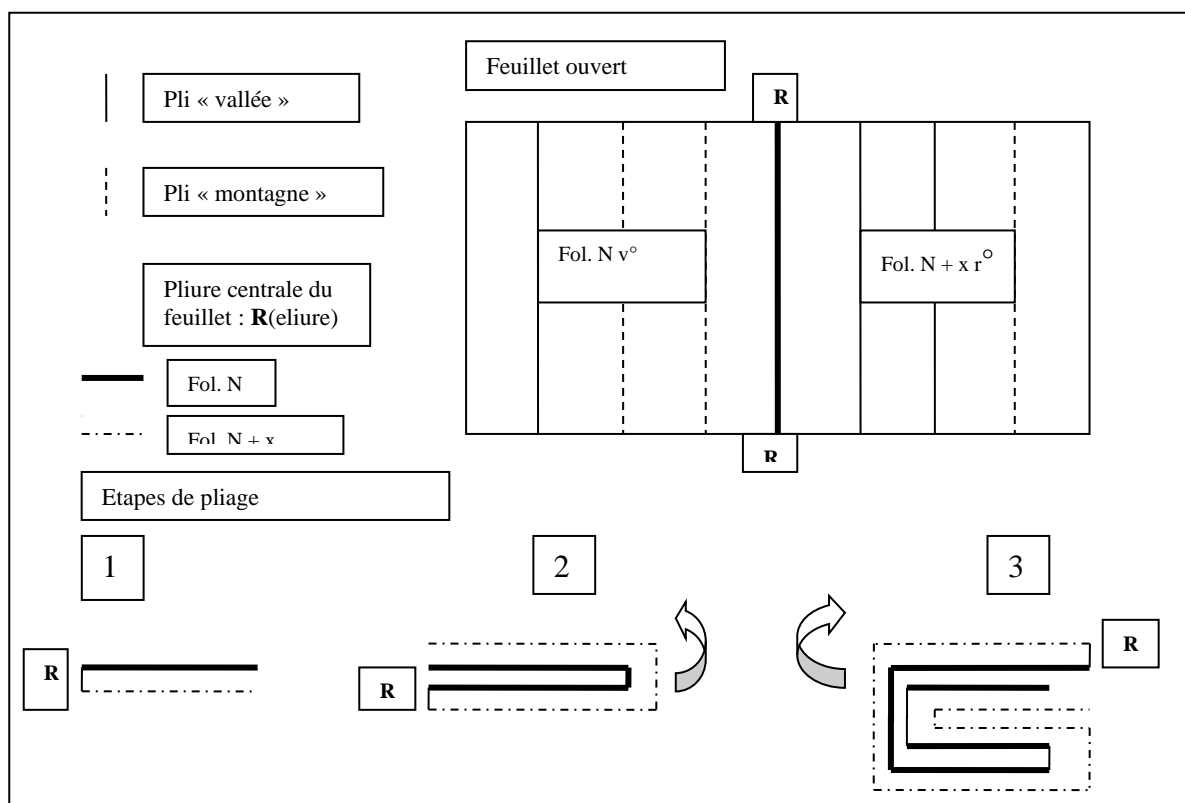 Feuillet ouvert
Pli « vallée »
R
Pli « montagne »
Fol. N v°
Fol. N + x r°
Pliure centrale du
feuillet : R(eliure)
Fol. N
Fol. N + x
R
Etapes de pliage
1
2
3
R
R
R